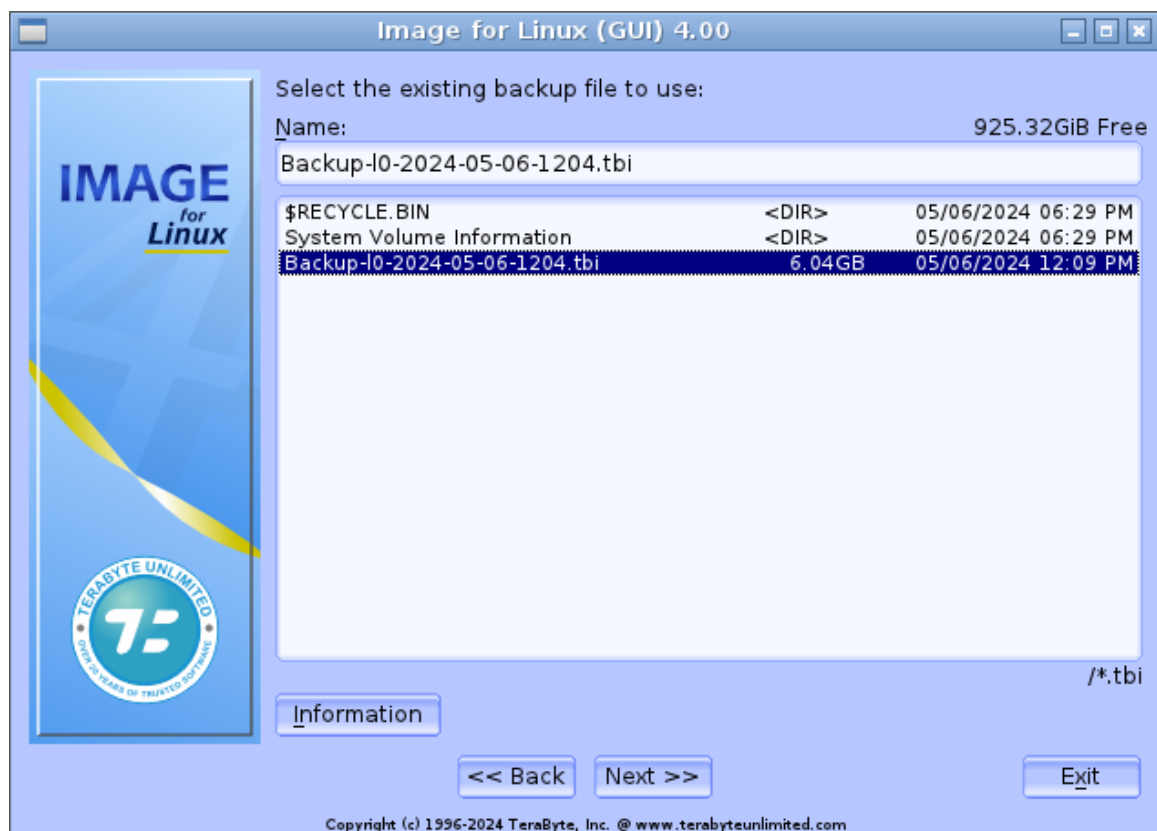 Image for Linux (GUI) 4.00
IMAGE
for
Linux
TERABYTE UNLIMITED
OVER 20 YEARS OF TRUSTED SOFTWARE
Select the existing backup file to use:
Name: 925.32GiB Free
Backup-l0-2024-05-06-1204.tbi
$RECYCLE.BIN <DIR> 05/06/2024 06:29 PM
System Volume Information <DIR> 05/06/2024 06:29 PM
Backup-l0-2024-05-06-1204.tbi 6.04GB 05/06/2024 12:09 PM
/*.tbi
Information
<< Back Next >> Exit
Copyright (c) 1996-2024 TeraByte, Inc. @ www.terabyteunlimited.com